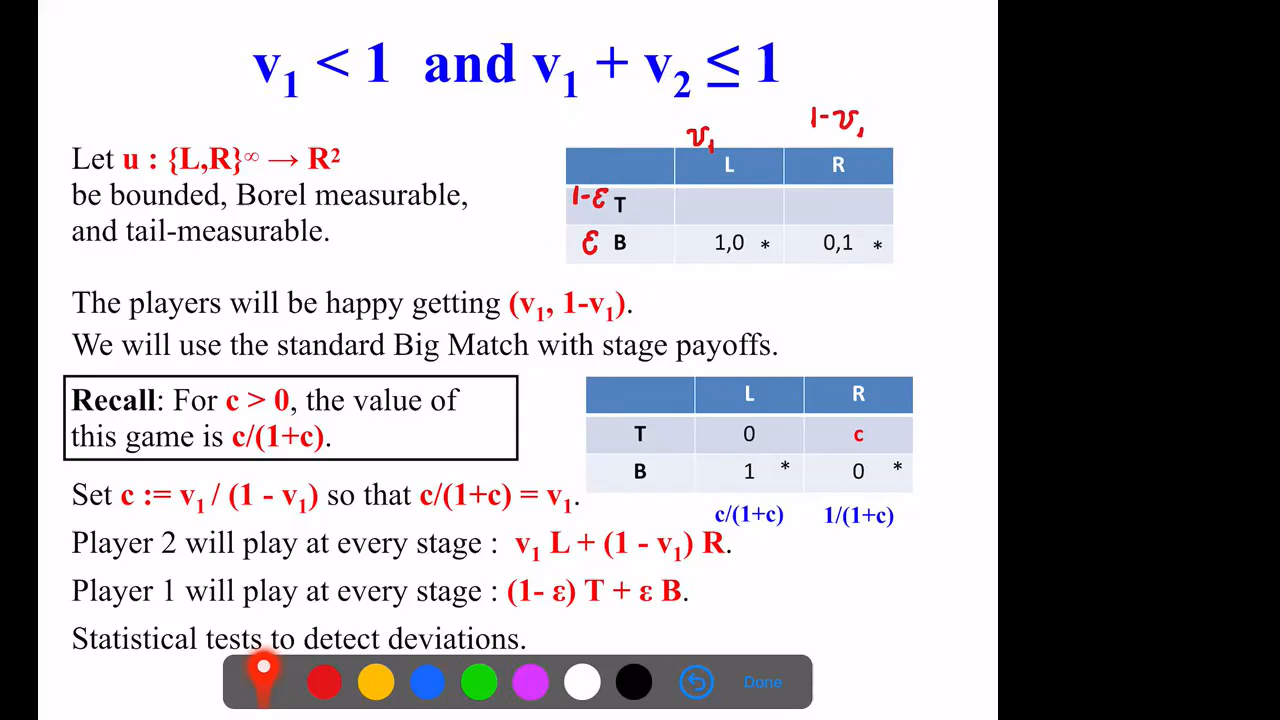 v₁ < 1 and v₁ + v₂ ≤ 1
1-v₁
v₁
Let u : {L,R}∞ → R²
be bounded, Borel measurable,
and tail-measurable.
L R
1-ε T
ε B 1,0 * 0,1 *
The players will be happy getting (v₁, 1-v₁).
We will use the standard Big Match with stage payoffs.
Recall: For c > 0, the value of
this game is c/(1+c).
L R
T 0 c
B 1 * 0 *
c/(1+c) 1/(1+c)
Set c := v₁ / (1 - v₁) so that c/(1+c) = v₁.
Player 2 will play at every stage : v₁ L + (1 - v₁) R.
Player 1 will play at every stage : (1- ε) T + ε B.
Statistical tests to detect deviations.
Done